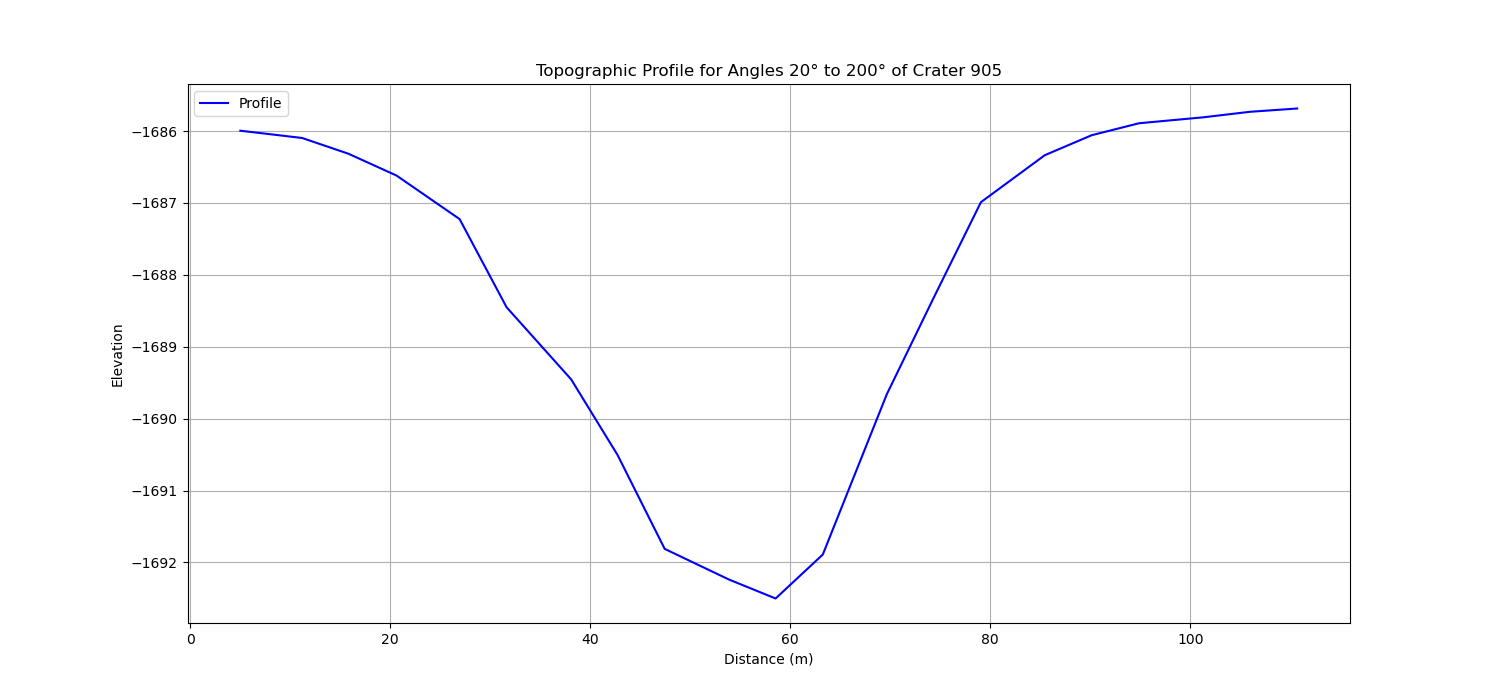 Topographic Profile for Angles 20° to 200° of Crater 905
Profile
−1686
−1687
−1688
−1689
−1690
−1691
−1692
Elevation
0 20 40 60 80 100
Distance (m)